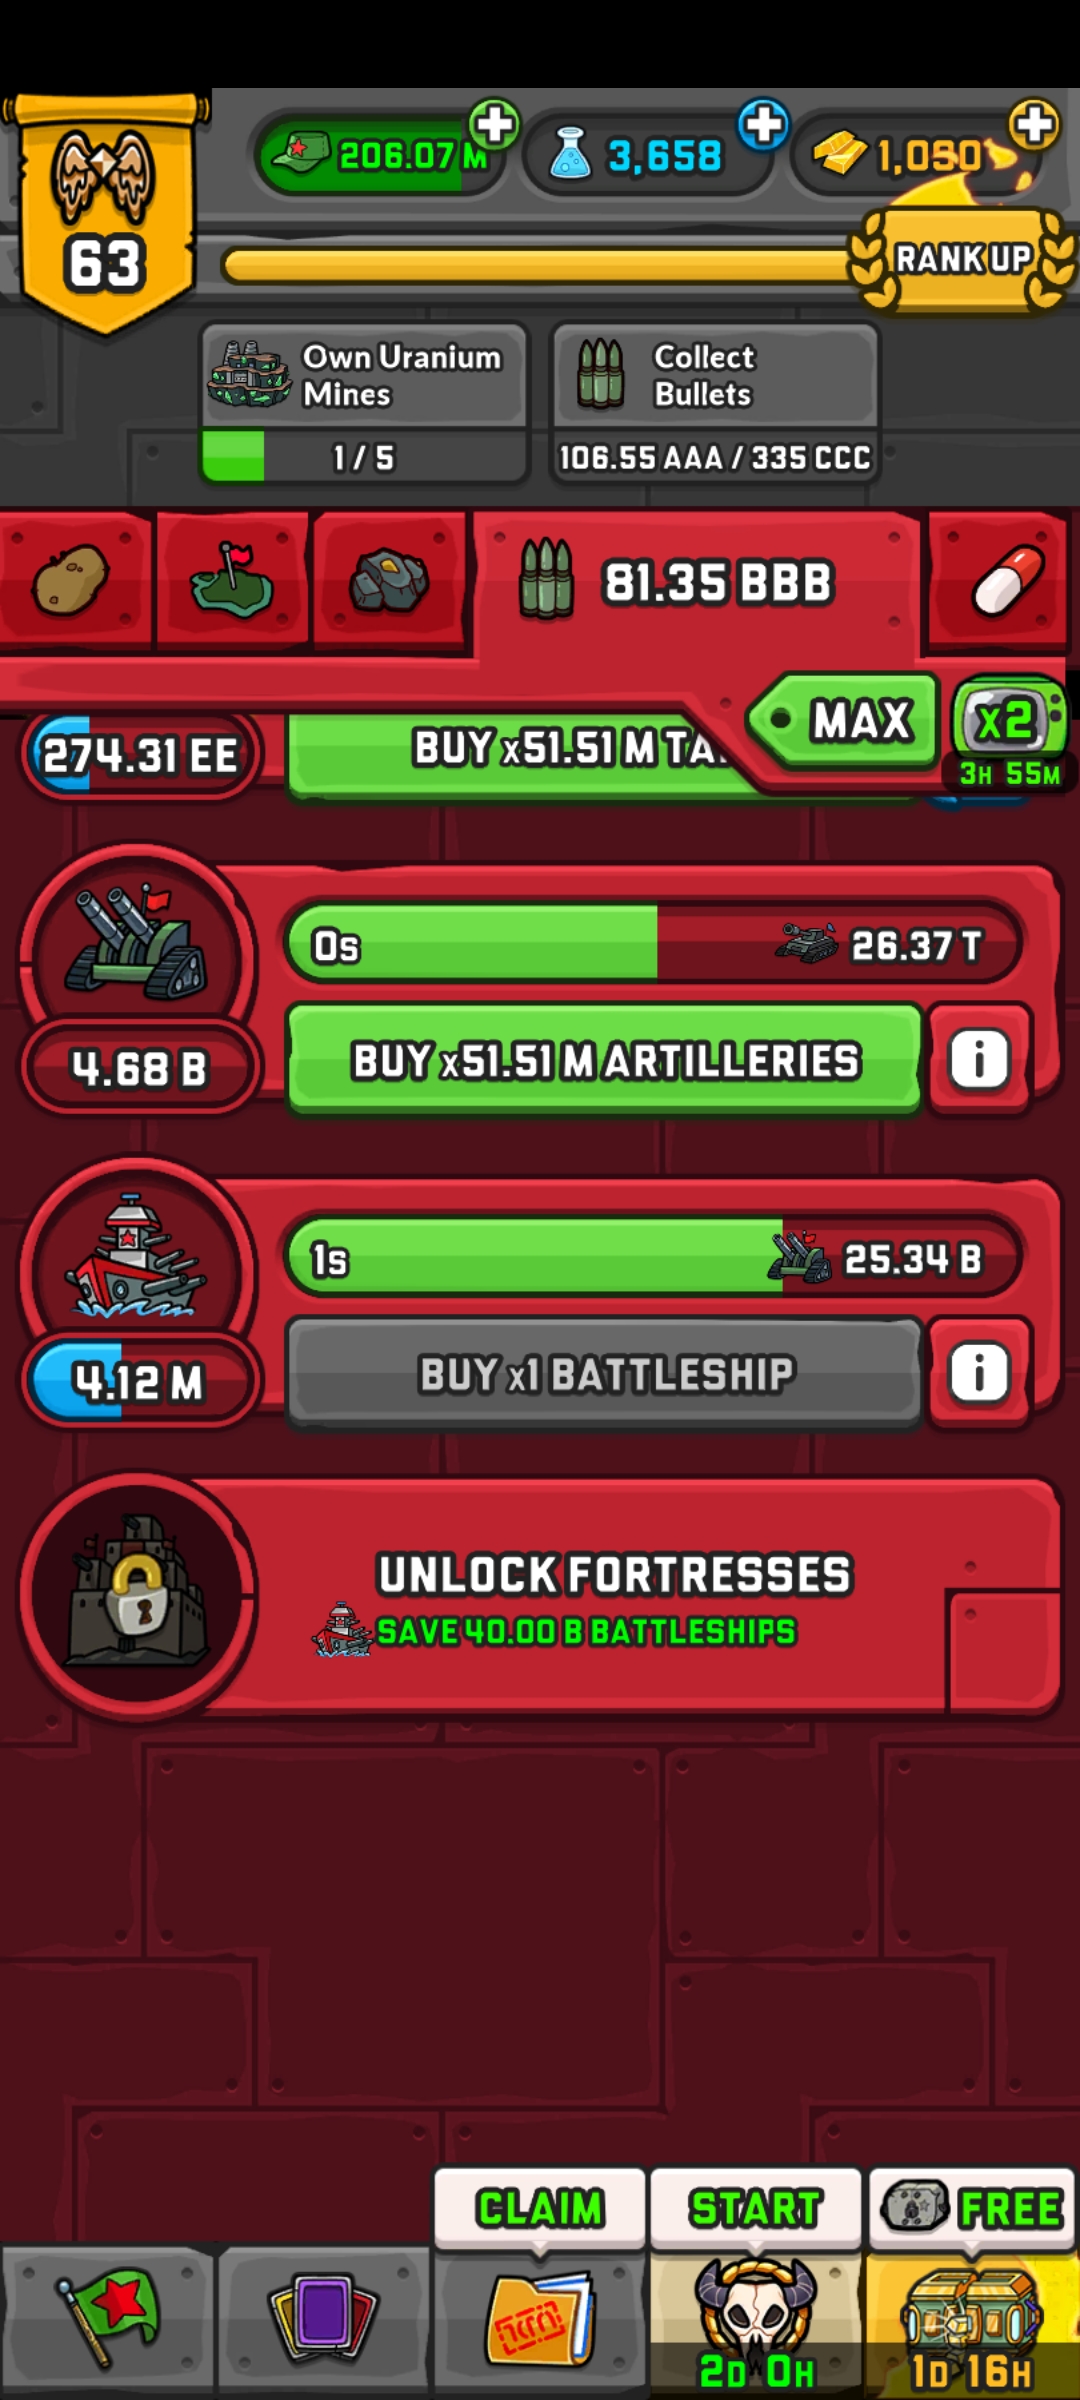 206.07 M
3,658
63
RANK UP
Own Uranium
Mines
Collect
Bullets
1 / 5
106.55 AAA / 335 CCC
81.35 BBB
MAX
x2
3H 55M
274.31 EE
BUY x51.51 M
0s
26.37 T
4.68 B
BUY x51.51 M ARTILLERIES
1s
25.34 B
4.12 M
BUY x1 BATTLESHIP
UNLOCK FORTRESSES
SAVE 40.00 B BATTLESHIPS
CLAIM
START
FREE
2D 0H
1D 16H